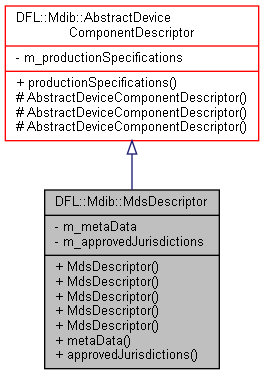 DFL::Mdib::AbstractDevice
ComponentDescriptor
- m_productionSpecifications
+ productionSpecifications()
# AbstractDeviceComponentDescriptor()
# AbstractDeviceComponentDescriptor()
# AbstractDeviceComponentDescriptor()
DFL::Mdib::MdsDescriptor
- m_metaData
- m_approvedJurisdictions
+ MdsDescriptor()
+ MdsDescriptor()
+ MdsDescriptor()
+ MdsDescriptor()
+ MdsDescriptor()
+ metaData()
+ approvedJurisdictions()